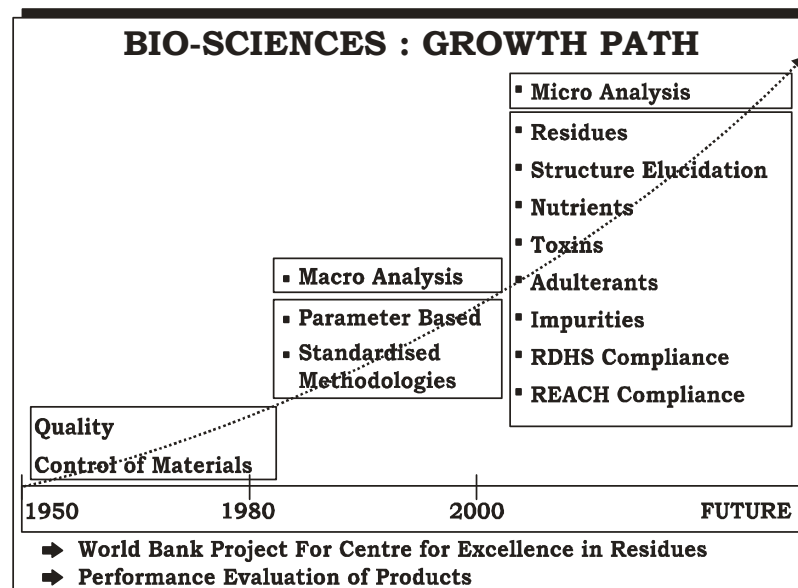 BIO-SCIENCES : GROWTH PATH
Micro Analysis
Residues
Structure Elucidation
Nutrients
Toxins
Adulterants
Impurities
RDHS Compliance
REACH Compliance
Macro Analysis
Parameter Based
Standardised
Methodologies
Quality
Control of Materials
1950 1980 2000 FUTURE
World Bank Project For Centre for Excellence in Residues
Performance Evaluation of Products